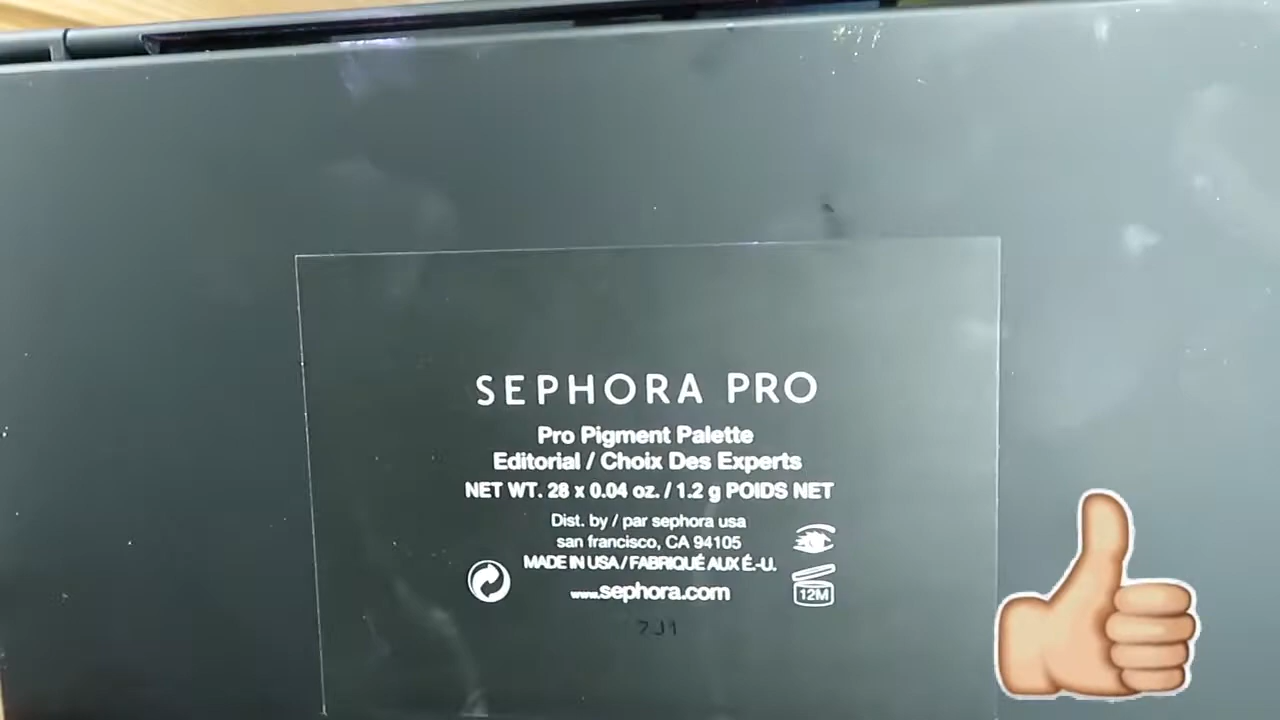 SEPHORA PRO
Pro Pigment Palette
Editorial / Choix Des Experts
NET WT. 28 x 0.04 oz. / 1.2 g POIDS NET
Dist. by / par sephora usa
san francisco, CA 94105
MADE IN USA / FABRIQUÉ AUX É.-U.
www.sephora.com
12M
7J1